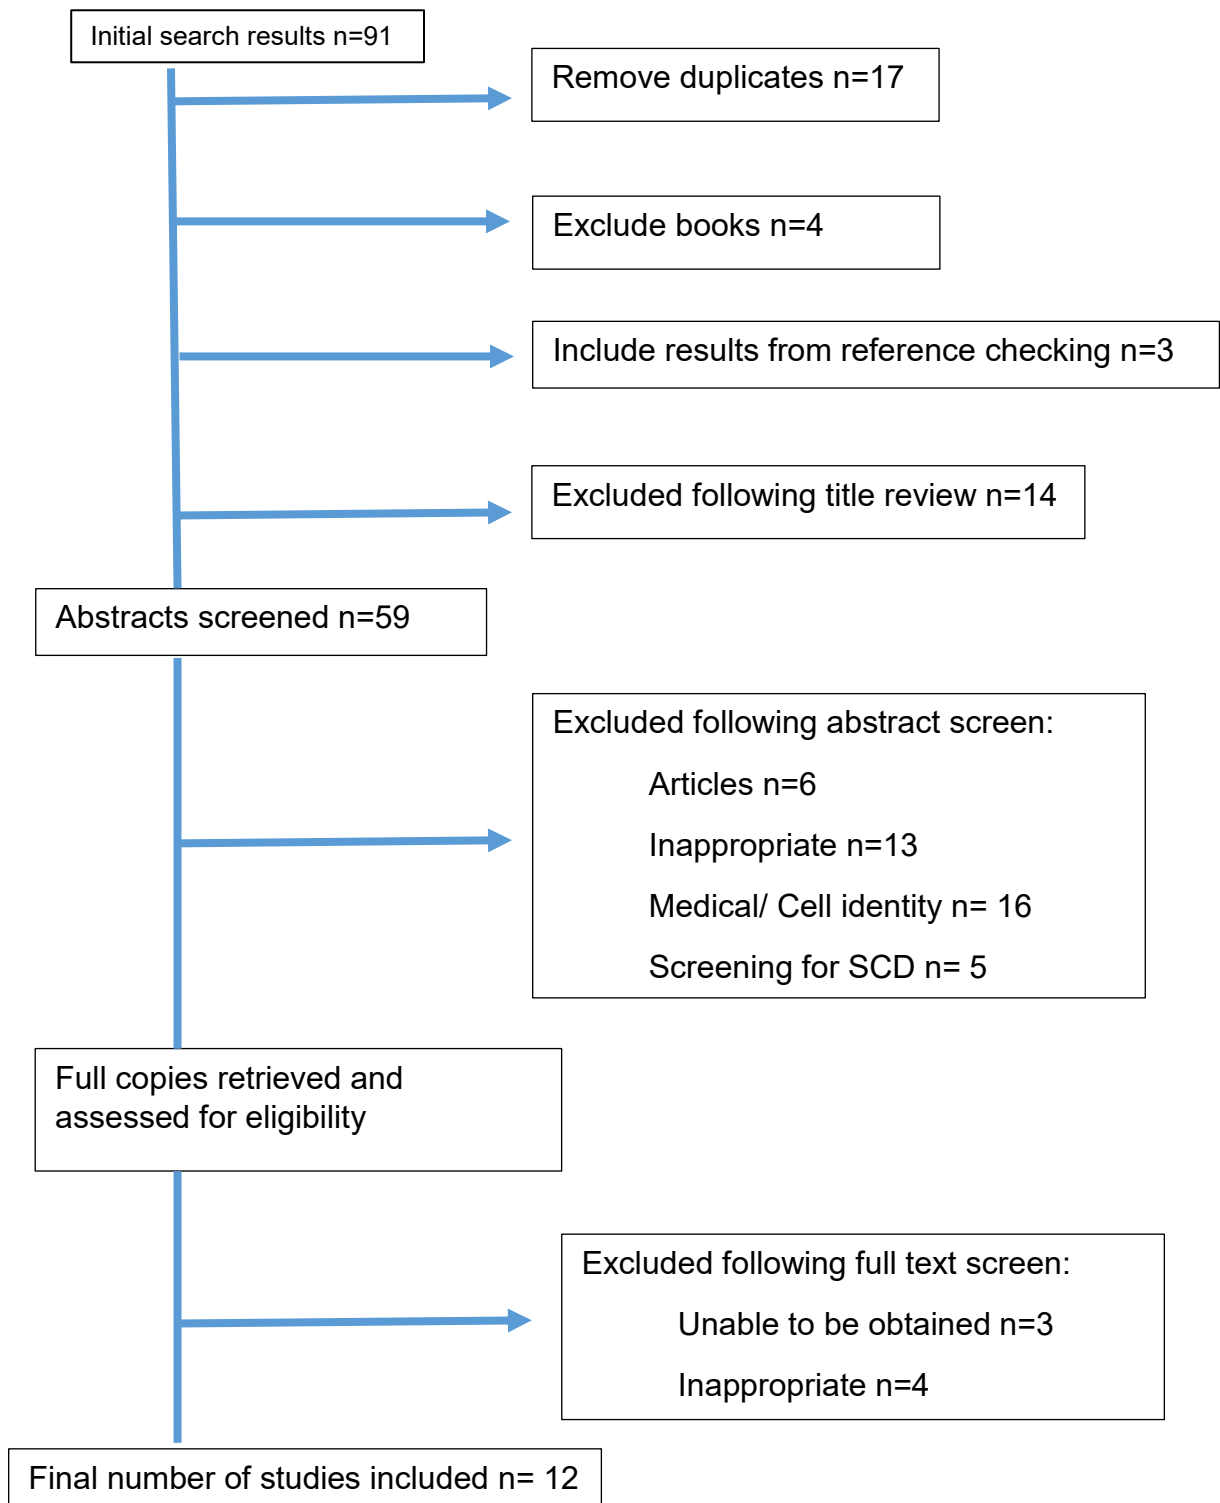 Initial search results n=91
Remove duplicates n=17
Exclude books n=4
Include results from reference checking n=3
Excluded following title review n=14
Abstracts screened n=59
Excluded following abstract screen:
Articles n=6
Inappropriate n=13
Medical/ Cell identity n= 16
Screening for SCD n= 5
Full copies retrieved and
assessed for eligibility
Excluded following full text screen:
Unable to be obtained n=3
Inappropriate n=4
Final number of studies included n= 12